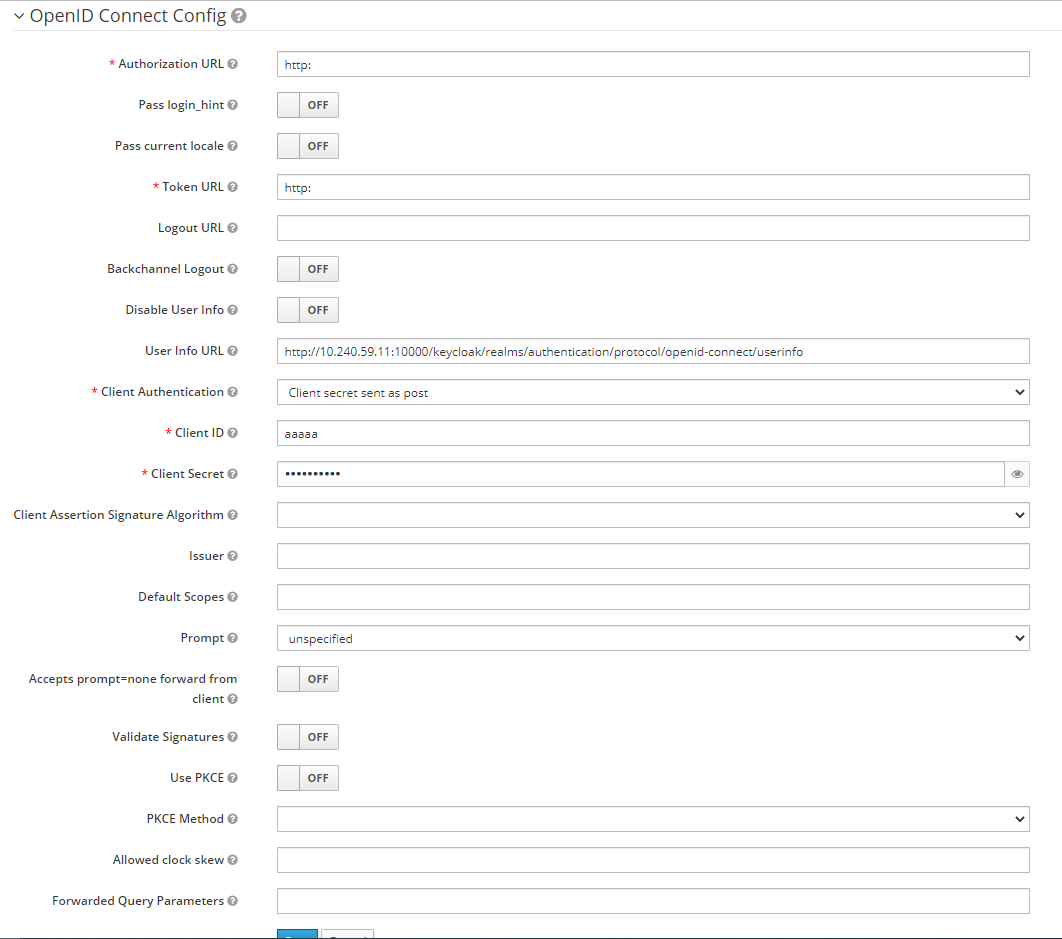 OpenID Connect Config
* Authorization URL http:
Pass login_hint OFF
Pass current locale OFF
* Token URL http:
Logout URL
Backchannel Logout OFF
Disable User Info OFF
User Info URL http://10.240.59.11:10000/keycloak/realms/authentication/protocol/openid-connect/userinfo
* Client Authentication Client secret sent as post
* Client ID aaaaa
* Client Secret ••••••••••
Client Assertion Signature Algorithm
Issuer
Default Scopes
Prompt unspecified
Accepts prompt=none forward from
client OFF
Validate Signatures OFF
Use PKCE OFF
PKCE Method
Allowed clock skew
Forwarded Query Parameters